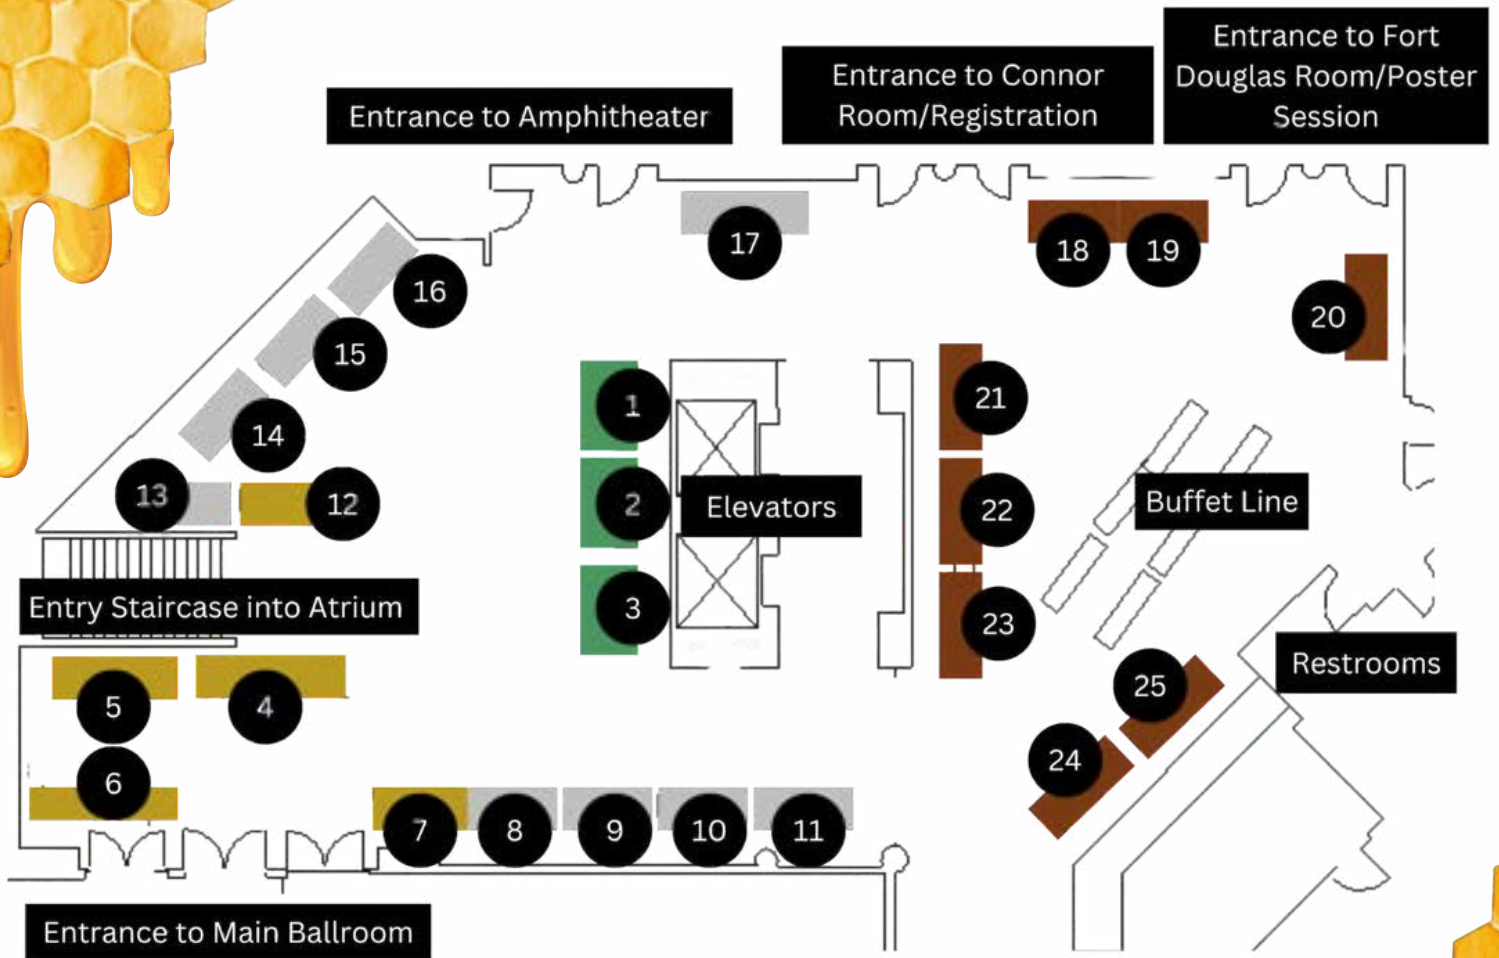 Entrance to Fort
Douglas Room/Poster
Session
Entrance to Connor
Room/Registration
Entrance to Amphitheater
17
18
19
16
20
15
1
21
14
13
12
2
Elevators
22
Buffet Line
Entry Staircase into Atrium
3
23
Restrooms
5
4
25
6
24
7
8
9
10
11
Entrance to Main Ballroom